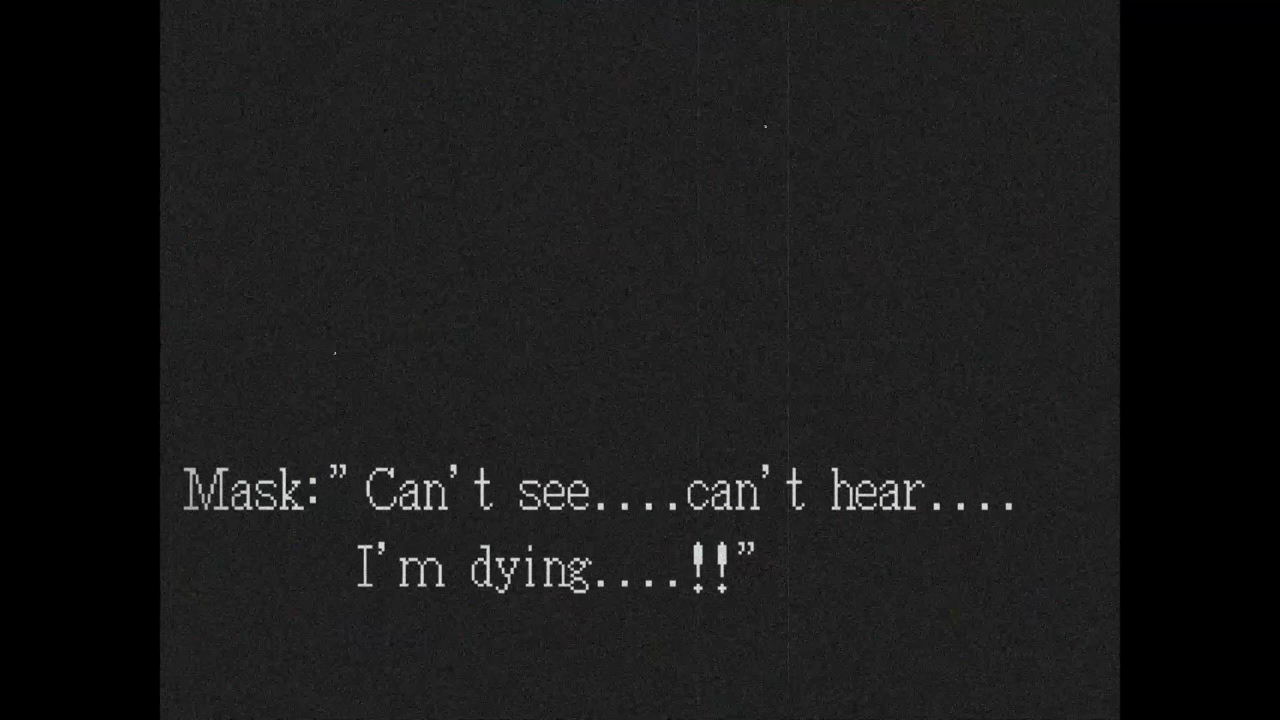 Mask:” Can't see....can't hear....
I'm dying....!!”